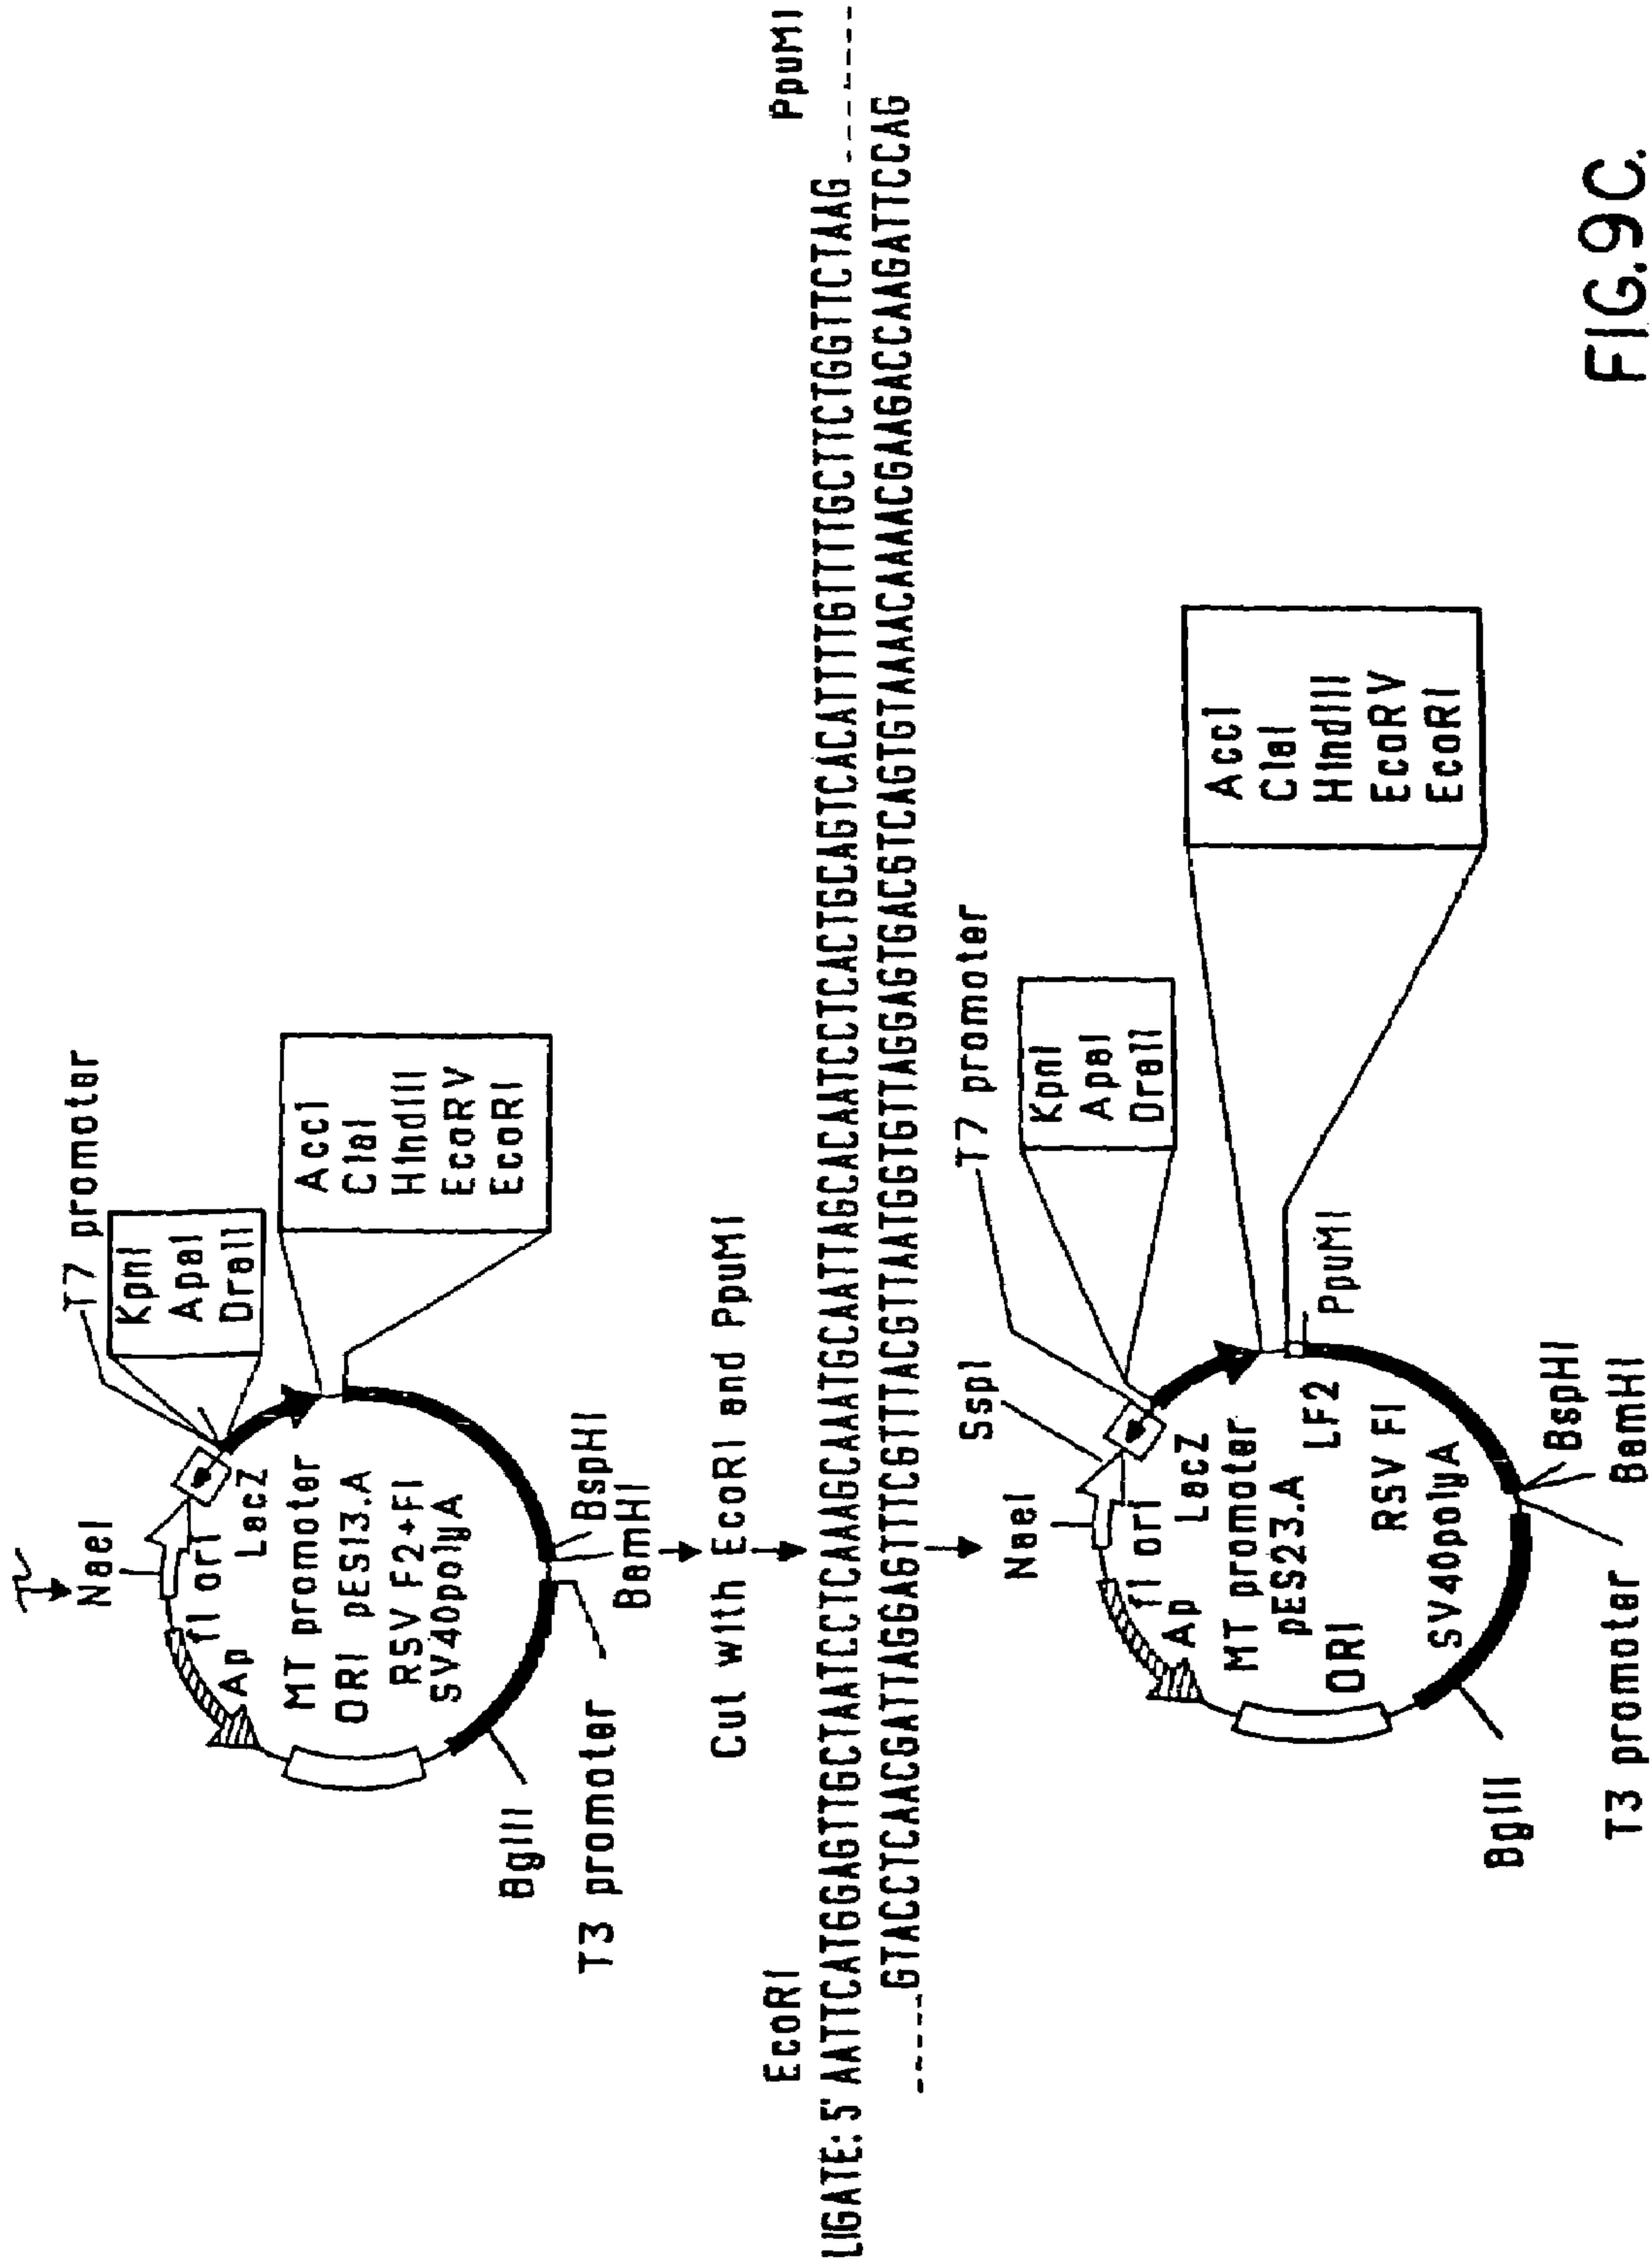 NaeI
T7 promoter
KpnI
ApaI
DraII
f1 ori
Ap
LacZ
MT promoter
ORI pES13.A
RSV F2+F1
SV40polyA
AccI
ClaI
HindIII
EcoRV
EcoRI
BspHI
BamHI
BglII
T3 promoter
Cut with EcoRI and PpuMI
EcoRI PpuMI
LIGATE: 5'AATTCATGGAGTTGCTAATCCTCAAAGCAAATGCAATTAGCACAATCCTCACTGCAGTCACATTTTGTTTTGCTTCTGGTTCTAAG------
-----GTACCTCAACGATTAGGAGTTTCGTTTACGTTAATGGTGTTAGGAGTGACGTCAGTGTAAAACAAAACGAAGACCAAGATTCCAG
NaeI
SspI
T7 promoter
KpnI
ApaI
DraII
f1 ori
Ap
LacZ
MT promoter
pES23.A
LF2
ORI
RSV F1
SV40polyA
AccI
ClaI
HindIII
EcoRV
EcoRI
PpuMI
BspHI
BamHI
BglII
T3 promoter
FIG.9C.